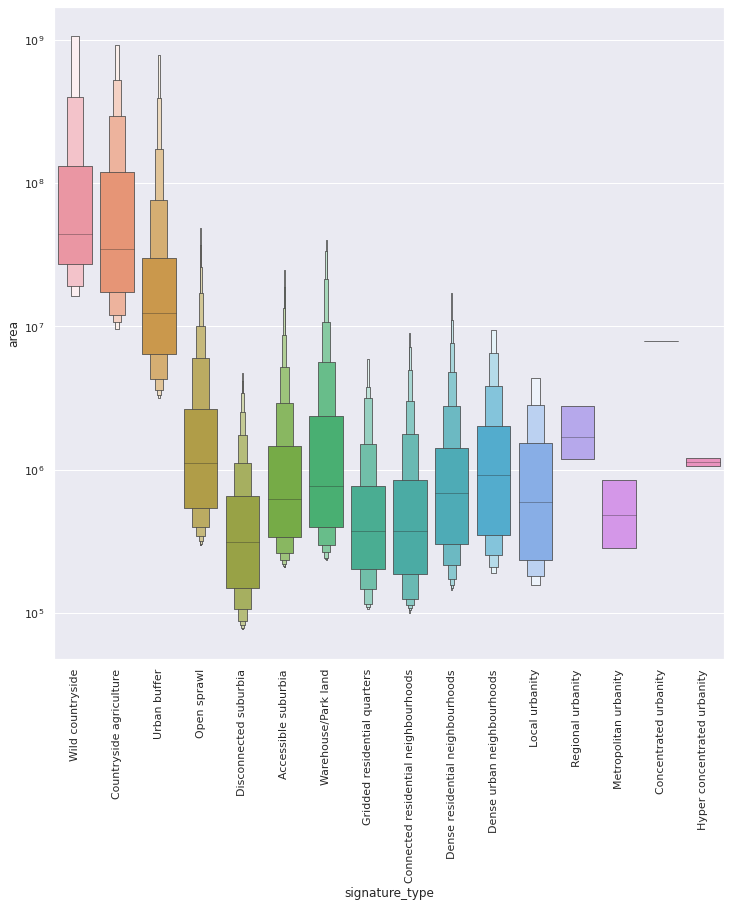 10⁹
10⁸
10⁷
10⁶
10⁵
area
Wild countryside
Countryside agriculture
Urban buffer
Open sprawl
Disconnected suburbia
Accessible suburbia
Warehouse/Park land
Gridded residential quarters
Connected residential neighbourhoods
Dense residential neighbourhoods
Dense urban neighbourhoods
Local urbanity
Regional urbanity
Metropolitan urbanity
Concentrated urbanity
Hyper concentrated urbanity
signature_type